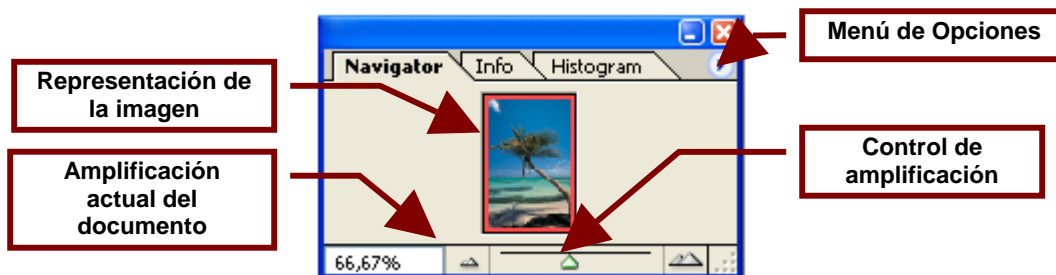 Menú de Opciones
Navigator Info Histogram
Representación de
la imagen
Amplificación
actual del
documento
Control de
amplificación
66,67%